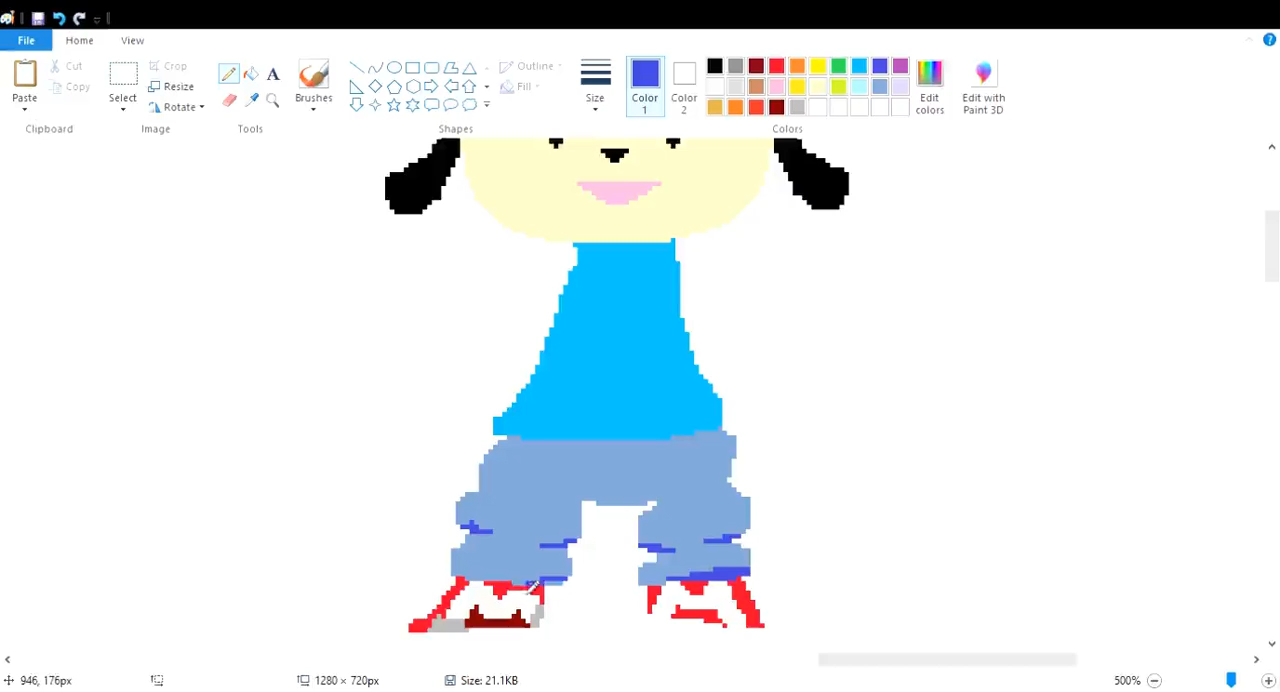 File Home View
Paste
Cut
Copy
Clipboard
Select
Crop
Resize
Rotate
Image
A
Tools
Brushes
Shapes
Outline
Fill
Size
Color 1
Color 2
Colors
Edit colors
Edit with Paint 3D
?
946, 176px
1280 × 720px
Size: 21.1KB
500%